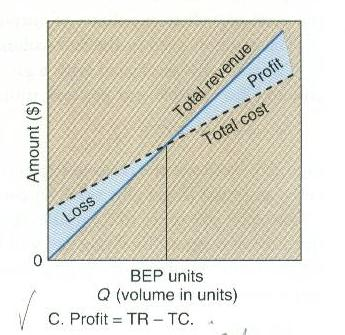 Amount ($)
Total revenue
Profit
Total cost
Loss
0
BEP units
Q (volume in units)
C. Profit = TR – TC.